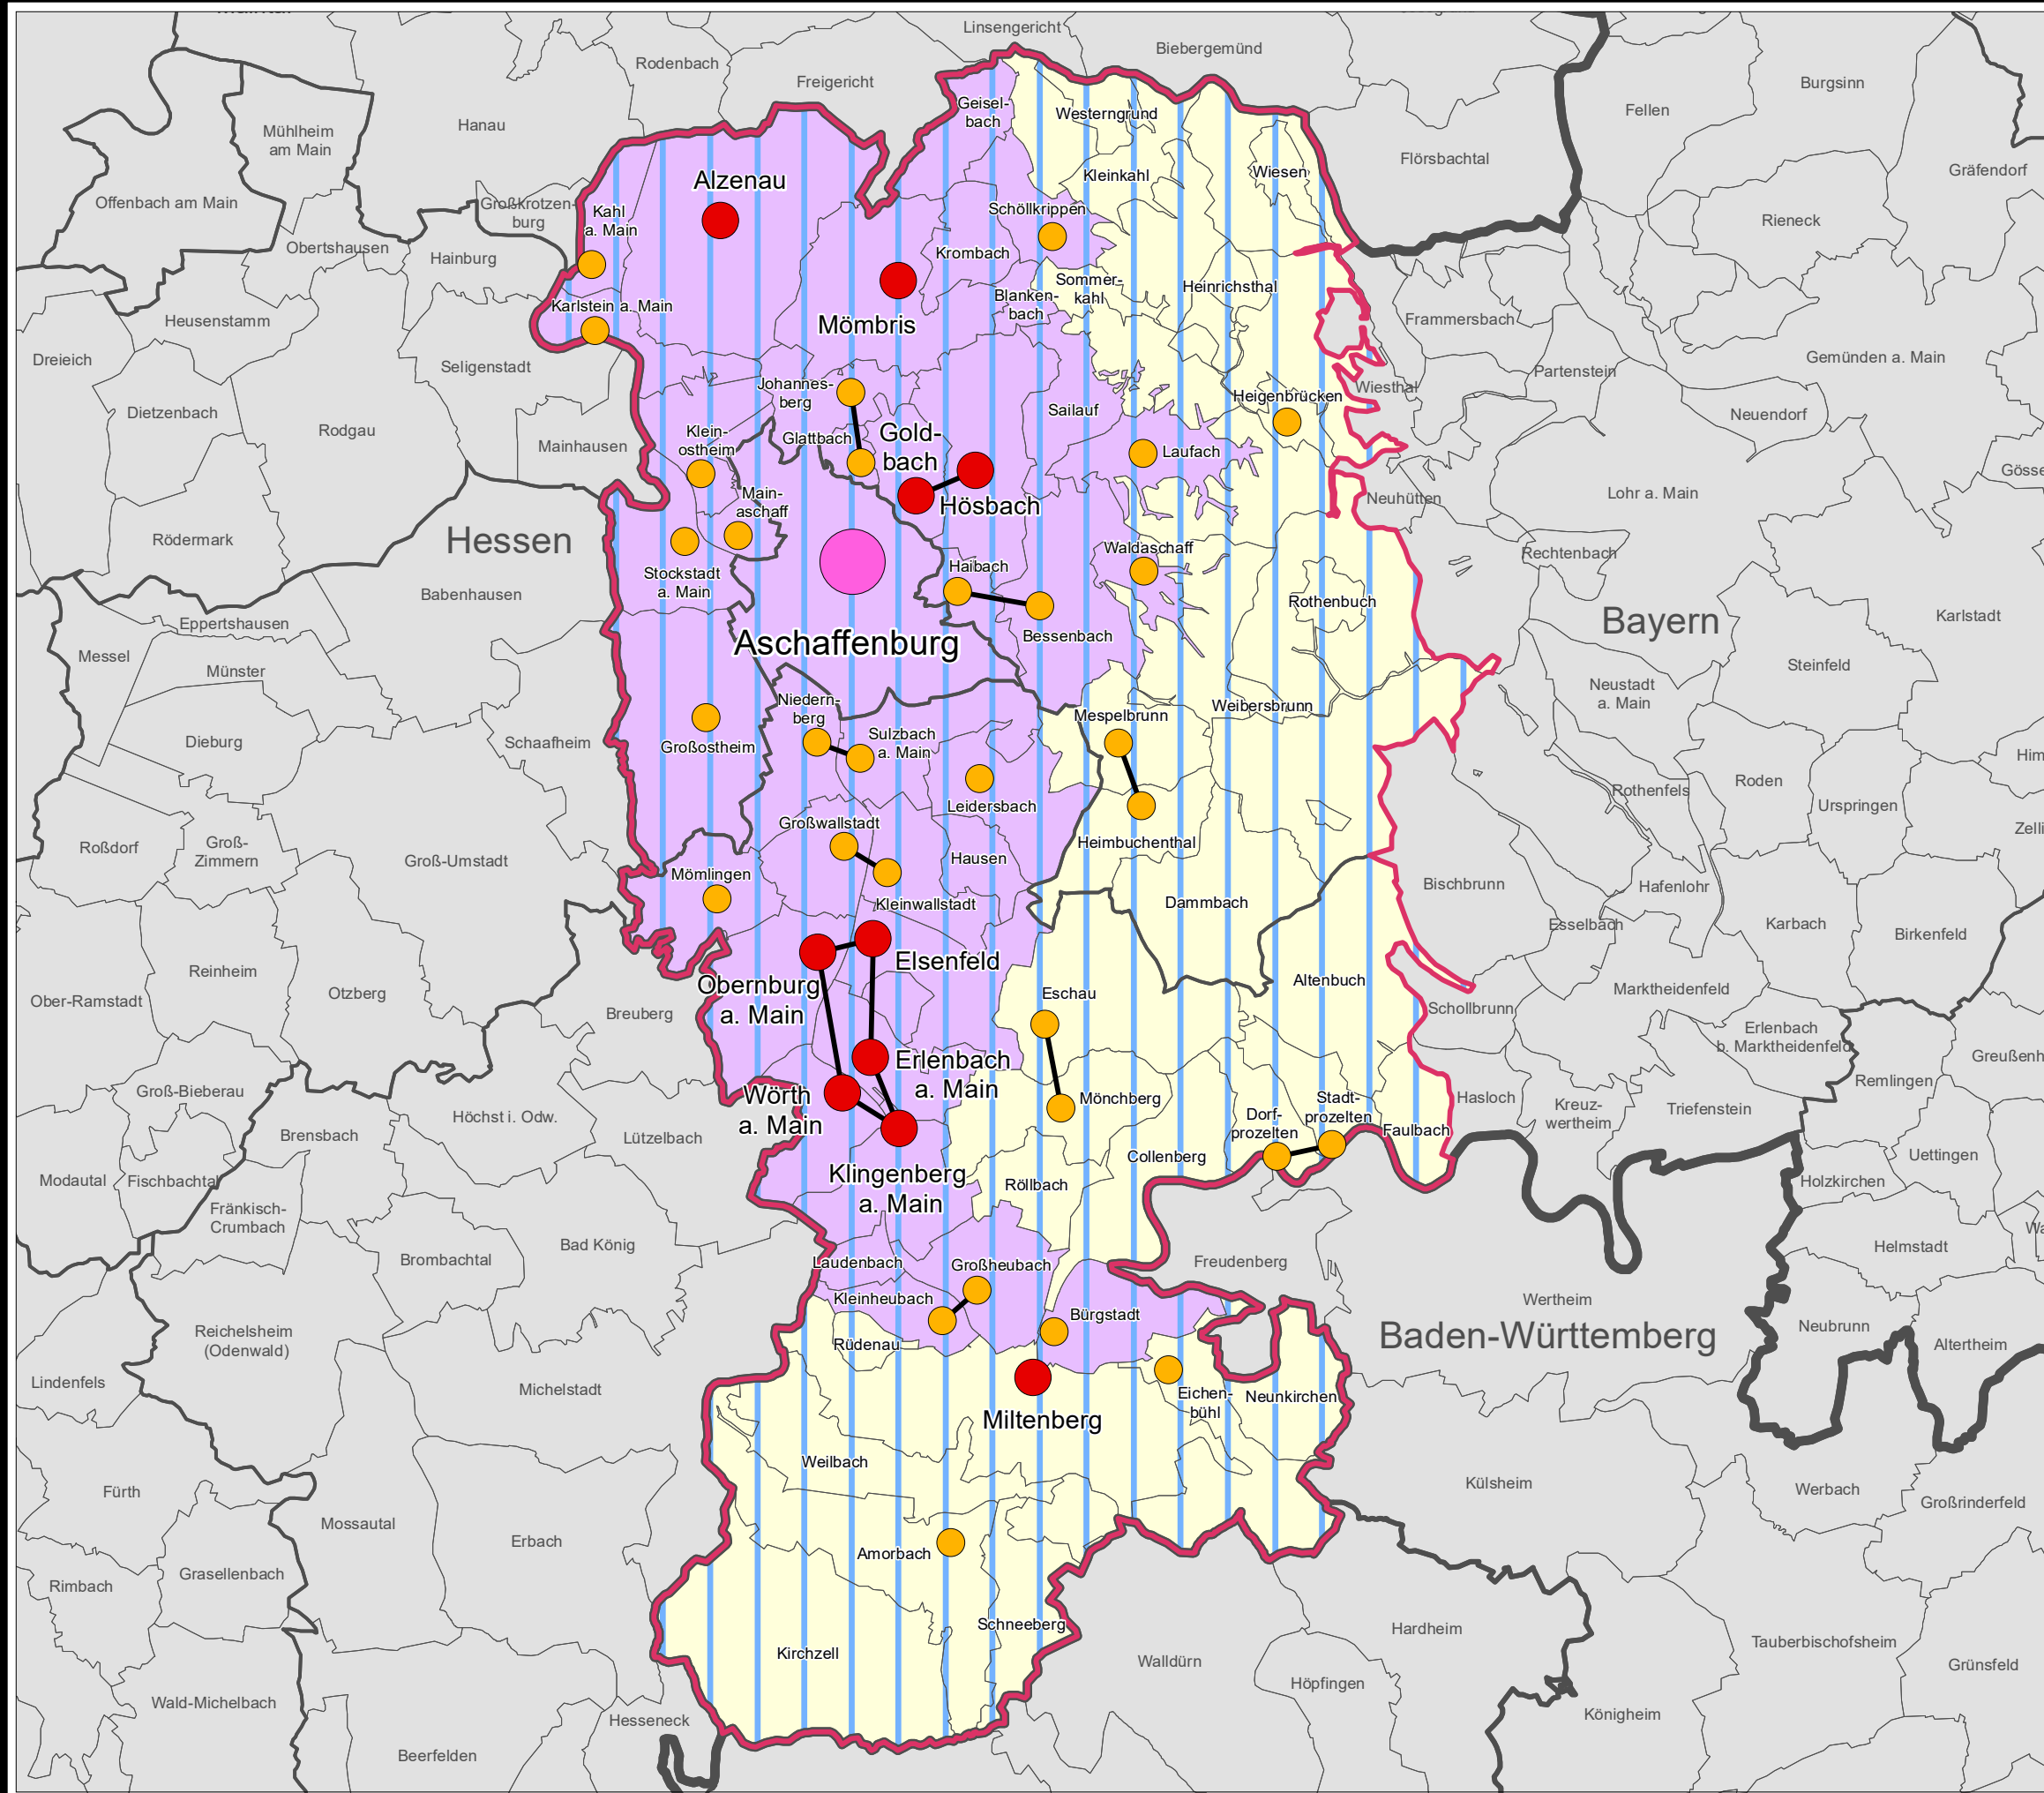 Linsengericht
Biebergemünd
Rodenbach
Freigericht
Burgsinn
Fellen
Hanau
Mühlheim
am Main
Geisel-
bach
Westerngrund
Flörsbachtal
Gräfendorf
Wiesen
Kleinkahl
Alzenau
Offenbach am Main
Großkrotzen-
burg
Kahl
a. Main
Schöllkrippen
Rieneck
Obertshausen
Hainburg
Krombach
Sommer-
kahl
Heinrichsthal
Blanken-
bach
Karlstein a. Main
Heusenstamm
Mömbris
Frammersbach
Dreieich
Seligenstadt
Gemünden a. Main
Partenstein
Wiesthal
Johannes-
berg
Heigenbrücken
Dietzenbach
Sailauf
Neuendorf
Rodgau
Mainhausen
Klein-
ostheim
Glattbach
Gold-
bach
Laufach
Gösse
Main-
aschaff
Hösbach
Neuhütten
Lohr a. Main
Rödermark
Hessen
Waldaschaff
Rechtenbach
Haibach
Stockstadt
a. Main
Babenhausen
Rothenbuch
Bayern
Karlstadt
Eppertshausen
Aschaffenburg
Bessenbach
Messel
Münster
Steinfeld
Neustadt
a. Main
Niedern-
berg
Mespelbrunn
Weibersbrunn
Dieburg
Schaafheim
Großostheim
Sulzbach
a. Main
Him
Roden
Rothenfels
Leidersbach
Urspringen
Großwallstadt
Zelli
Roßdorf
Groß-
Zimmern
Groß-Umstadt
Hausen
Heimbuchenthal
Mömlingen
Bischbrunn
Hafenlohr
Kleinwallstadt
Dammbach
Esselbach
Karbach
Birkenfeld
Elsenfeld
Reinheim
Otzberg
Ober-Ramstadt
Obernburg
a. Main
Eschau
Altenbuch
Marktheidenfeld
Schollbrunn
Breuberg
Erlenbach
b. Marktheidenfeld
Greußenh
Erlenbach
a. Main
Groß-Bieberau
Wörth
a. Main
Mönchberg
Remlingen
Hasloch
Stadt-
prozelten
Dorf-
prozelten
Kreuz-
wertheim
Triefenstein
Höchst i. Odw.
Brensbach
Lützelbach
Faulbach
Collenberg
Uettingen
Modautal
Fischbachtal
Klingenberg
a. Main
Röllbach
Holzkirchen
Fränkisch-
Crumbach
Wa
Bad König
Brombachtal
Helmstadt
Laudenbach
Großheubach
Freudenberg
Kleinheubach
Wertheim
Bürgstadt
Baden-Württemberg
Neubrunn
Reichelsheim
(Odenwald)
Rüdenau
Altertheim
Lindenfels
Michelstadt
Eichen-
bühl
Neunkirchen
Miltenberg
Weilbach
Fürth
Külsheim
Werbach
Großrinderfeld
Mossautal
Erbach
Amorbach
Rimbach
Grasellenbach
Schneeberg
Hardheim
Tauberbischofsheim
Kirchzell
Walldürn
Grünsfeld
Höpfingen
Wald-Michelbach
Hesseneck
Königheim
Beerfelden